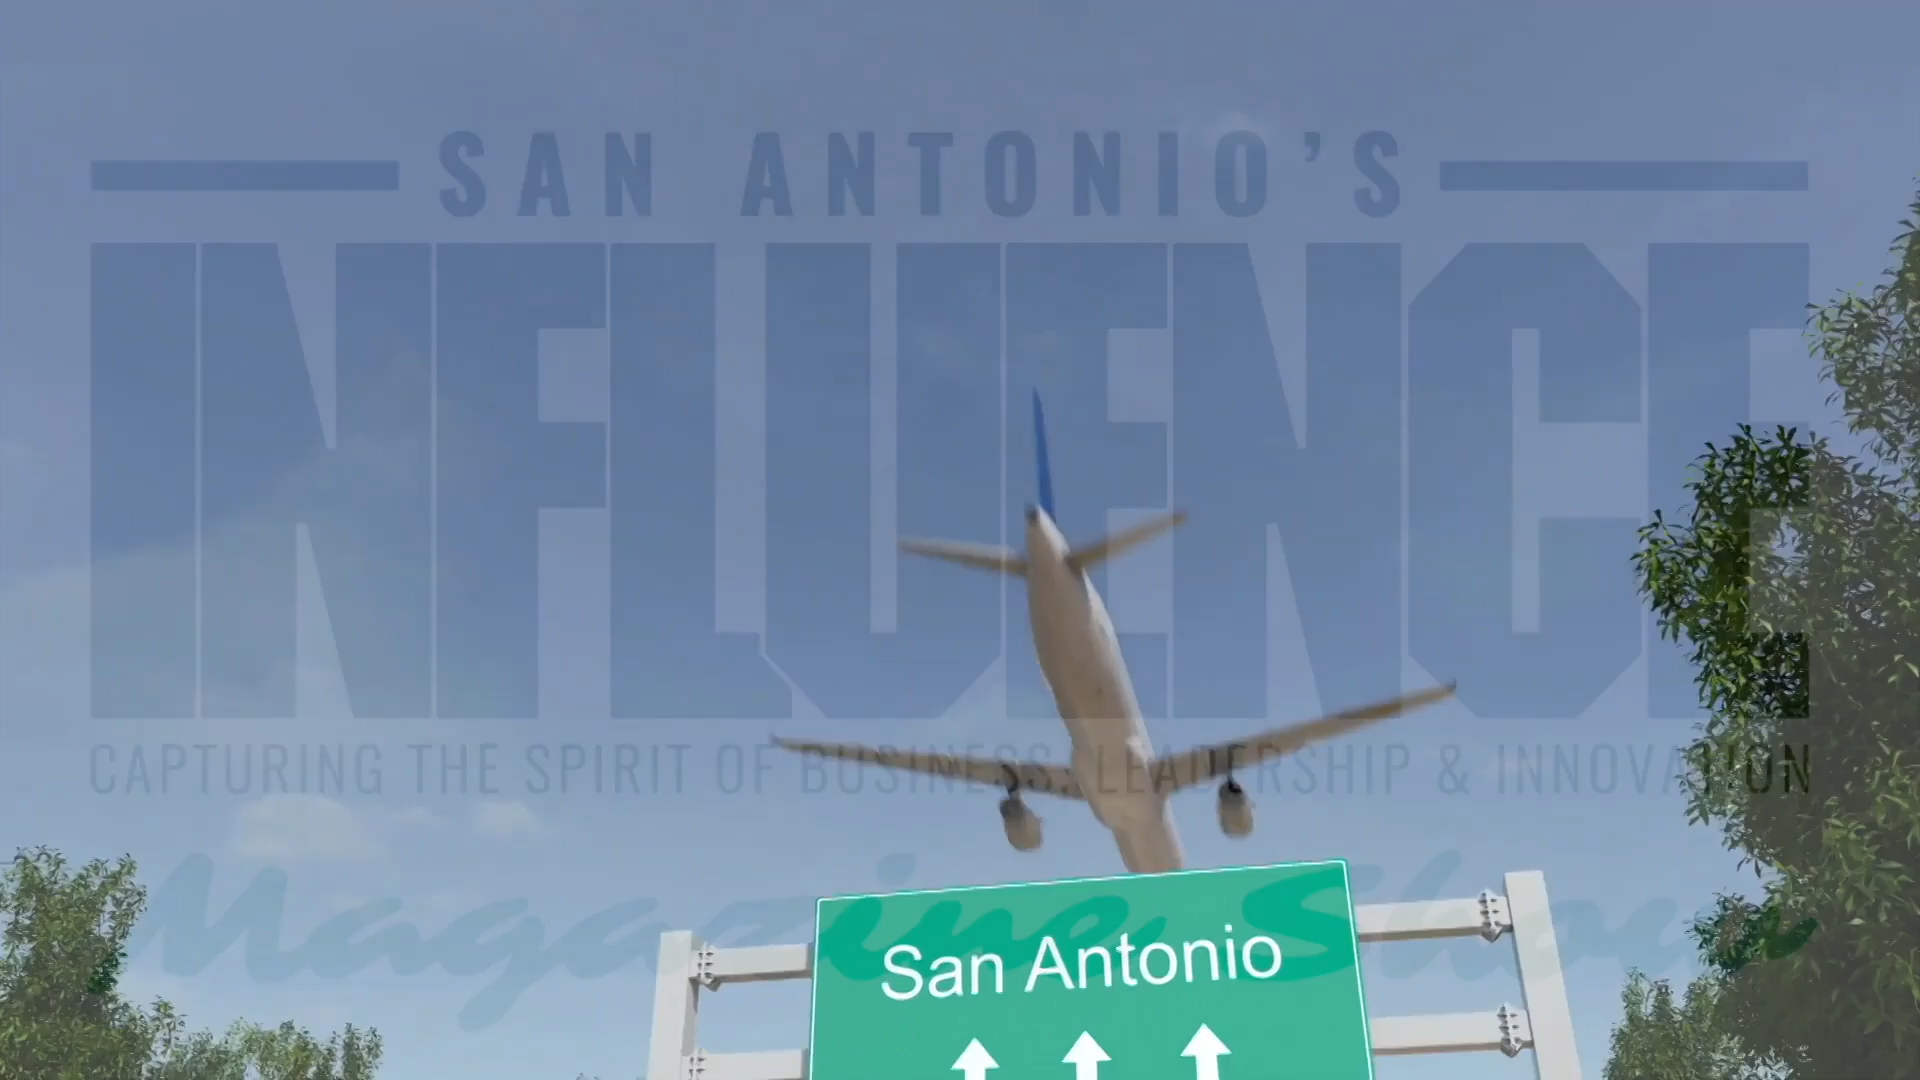 SAN ANTONIO'S
INFLUENCE
CAPTURING THE SPIRIT OF BUSINESS, LEADERSHIP & INNOVATION
Magazine Show
San Antonio